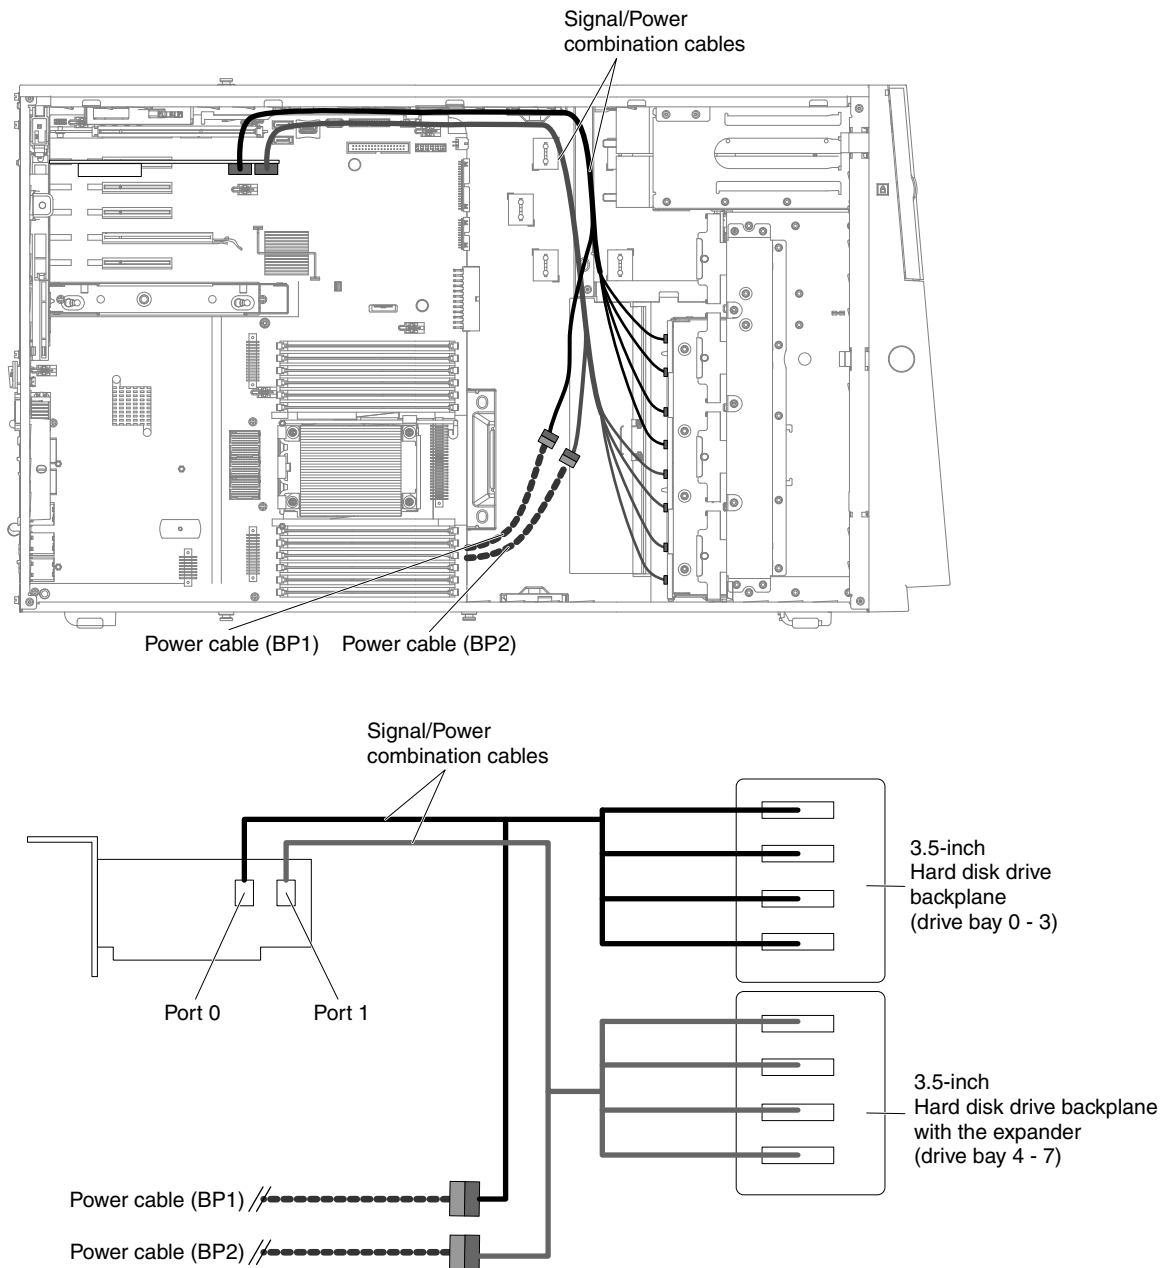 Signal/Power
combination cables
Power cable (BP1)
Power cable (BP2)
Signal/Power
combination cables
3.5-inch
Hard disk drive
backplane
(drive bay 0 - 3)
Port 0
Port 1
3.5-inch
Hard disk drive backplane
with the expander
(drive bay 4 - 7)
Power cable (BP1)
Power cable (BP2)